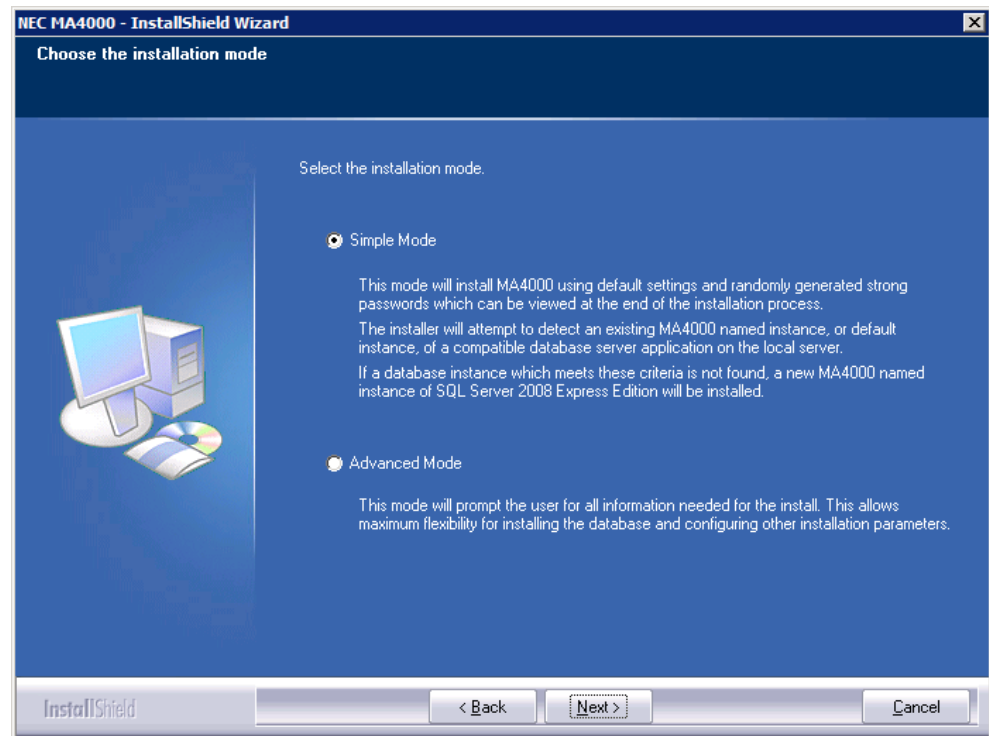 NEC MA4000 - InstallShield Wizard
Choose the installation mode
Select the installation mode.
Simple Mode
This mode will install MA4000 using default settings and randomly generated strong
passwords which can be viewed at the end of the installation process.
The installer will attempt to detect an existing MA4000 named instance, or default
instance, of a compatible database server application on the local server.
If a database instance which meets these criteria is not found, a new MA4000 named
instance of SQL Server 2008 Express Edition will be installed.
Advanced Mode
This mode will prompt the user for all information needed for the install. This allows
maximum flexibility for installing the database and configuring other installation parameters.
InstallShield
< Back
Next >
Cancel